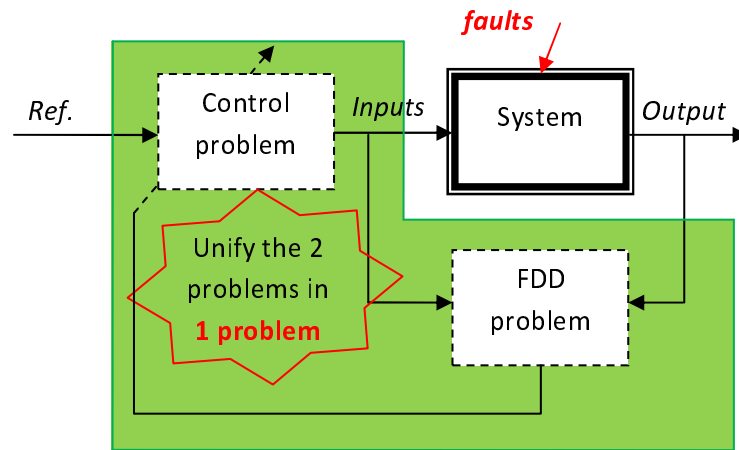 faults
Ref.
Control
problem
Inputs
System
Output
Unify the 2
problems in
1 problem
FDD
problem